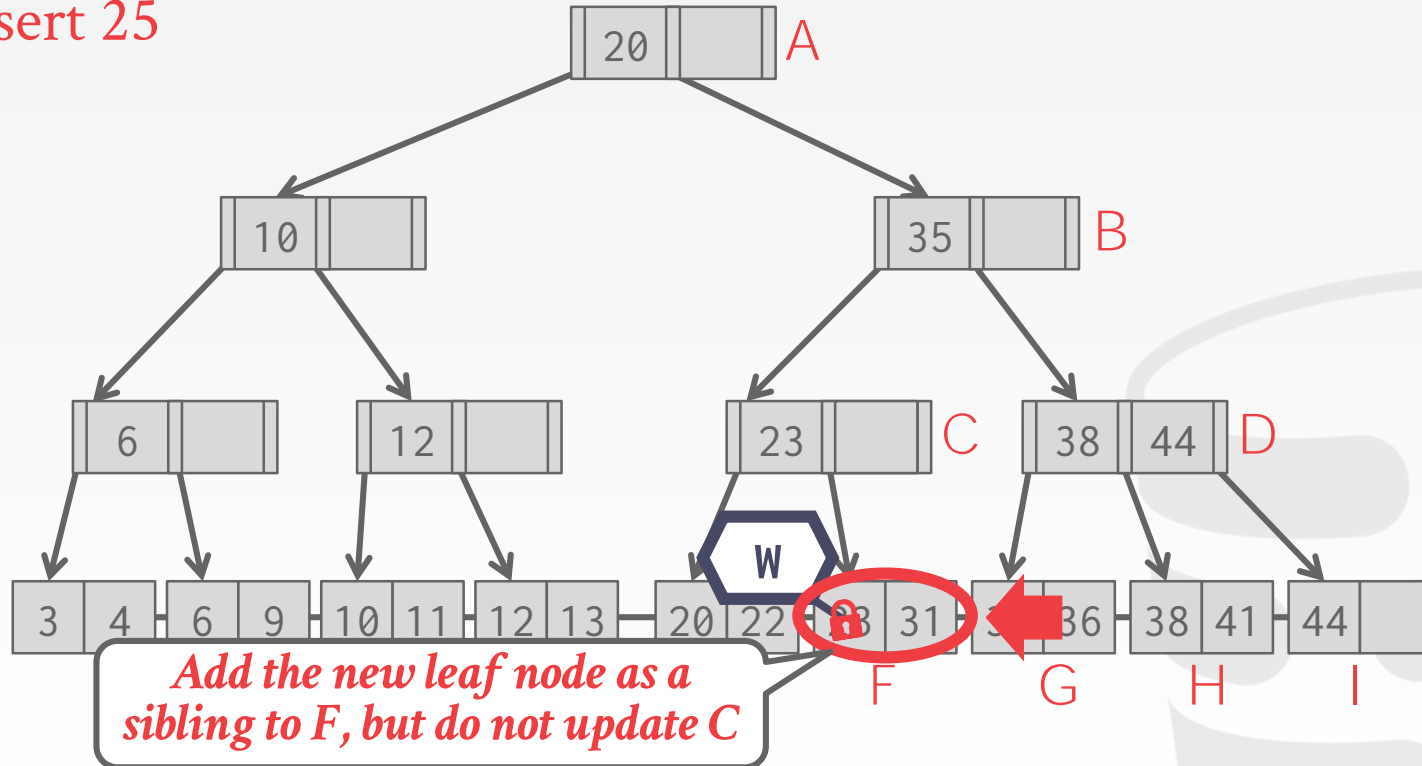 sert 25
20 A
10 35 B
6 12 23 C 38 44 D
W
3 4 6 9 10 11 12 13 20 22 31 36 38 41 44
F G H I
Add the new leaf node as a
sibling to F, but do not update C